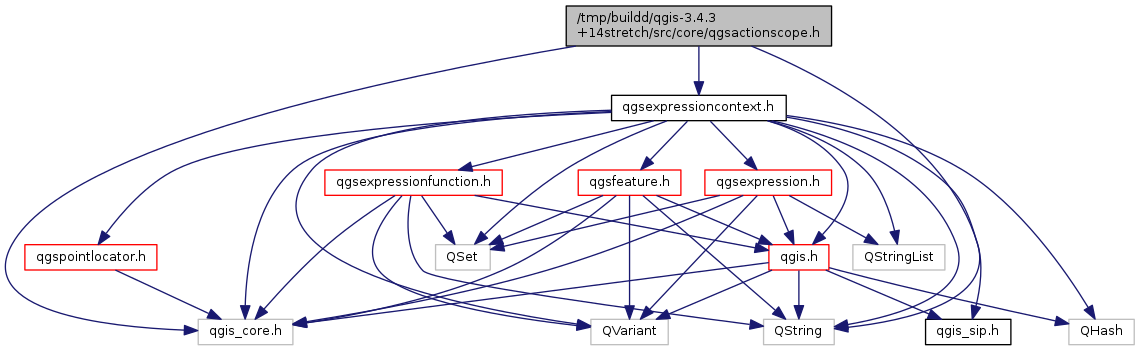 /tmp/buildd/qgis-3.4.3
+14stretch/src/core/qgsactionscope.h
qgsexpressioncontext.h
qgsexpressionfunction.h
qgsfeature.h
qgsexpression.h
qgspointlocator.h
QSet
qgis.h
QStringList
qgis_core.h
QVariant
QString
qgis_sip.h
QHash